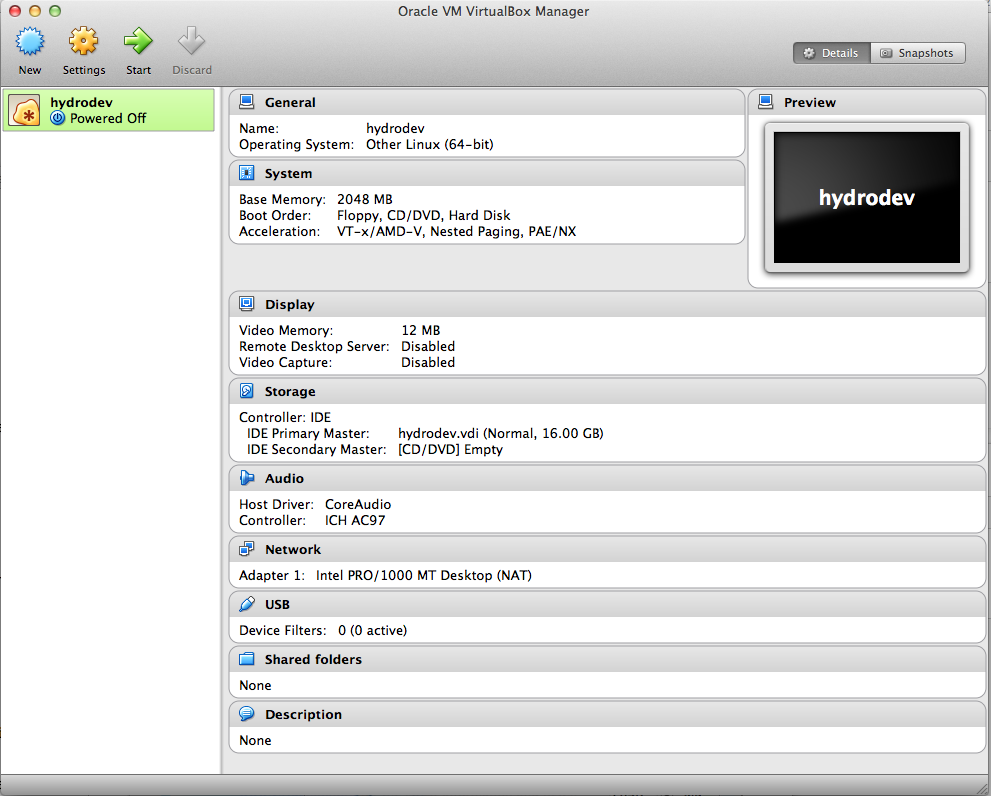 Oracle VM VirtualBox Manager
New Settings Start Discard
Details Snapshots
hydrodev
Powered Off
General
Name: hydrodev
Operating System: Other Linux (64-bit)
System
Base Memory: 2048 MB
Boot Order: Floppy, CD/DVD, Hard Disk
Acceleration: VT-x/AMD-V, Nested Paging, PAE/NX
Preview
hydrodev
Display
Video Memory: 12 MB
Remote Desktop Server: Disabled
Video Capture: Disabled
Storage
Controller: IDE
IDE Primary Master: hydrodev.vdi (Normal, 16.00 GB)
IDE Secondary Master: [CD/DVD] Empty
Audio
Host Driver: CoreAudio
Controller: ICH AC97
Network
Adapter 1: Intel PRO/1000 MT Desktop (NAT)
USB
Device Filters: 0 (0 active)
Shared folders
None
Description
None